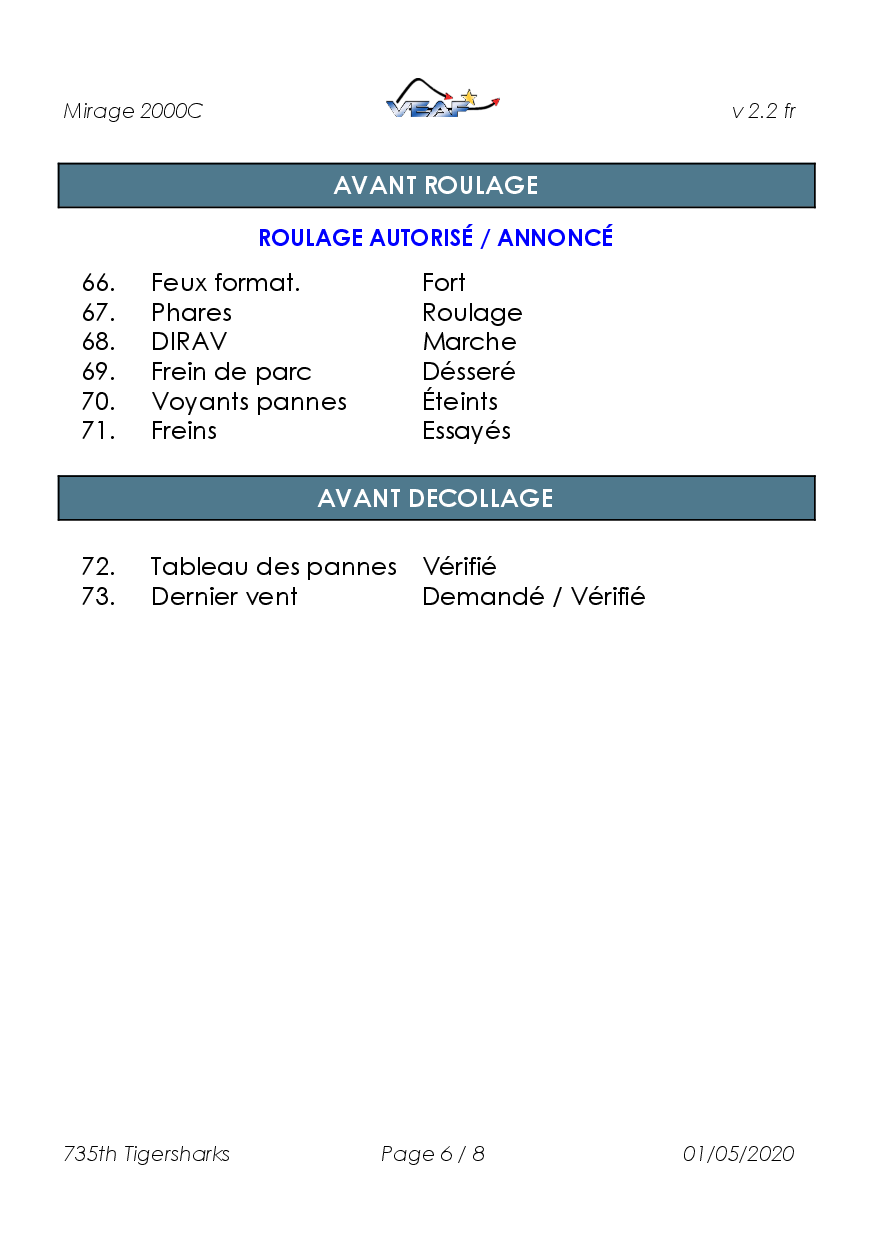 Mirage 2000C VEAF v 2.2 fr
AVANT ROULAGE
ROULAGE AUTORISÉ / ANNONCÉ
66. Feux format. Fort
67. Phares Roulage
68. DIRAV Marche
69. Frein de parc Désseré
70. Voyants pannes Éteints
71. Freins Essayés
AVANT DECOLLAGE
72. Tableau des pannes Vérifié
73. Dernier vent Demandé / Vérifié
735th Tigersharks Page 6 / 8 01/05/2020